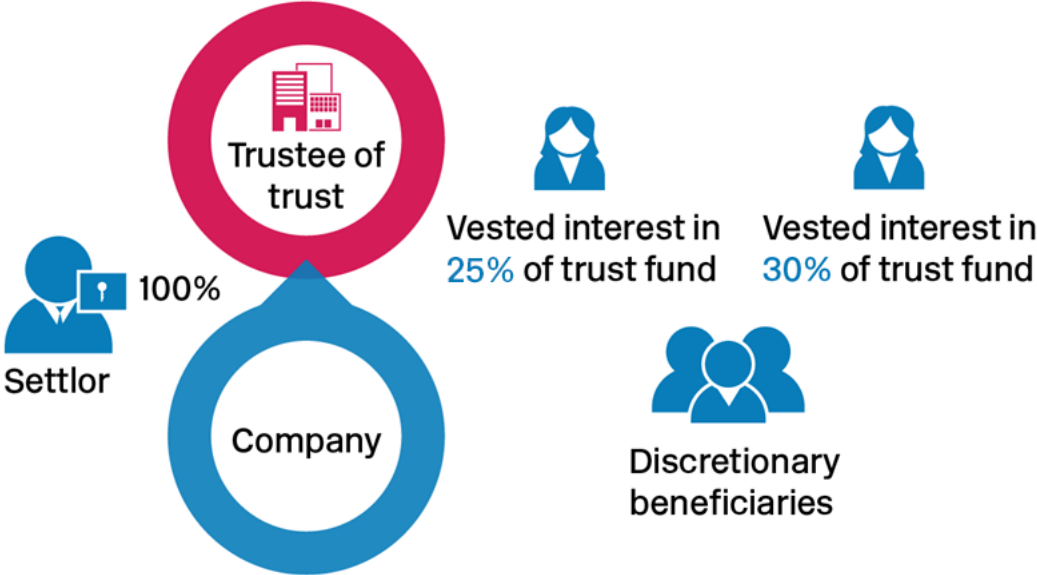 Trustee of
trust
Vested interest in
25% of trust fund
Vested interest in
30% of trust fund
100%
Settlor
Company
Discretionary
beneficiaries